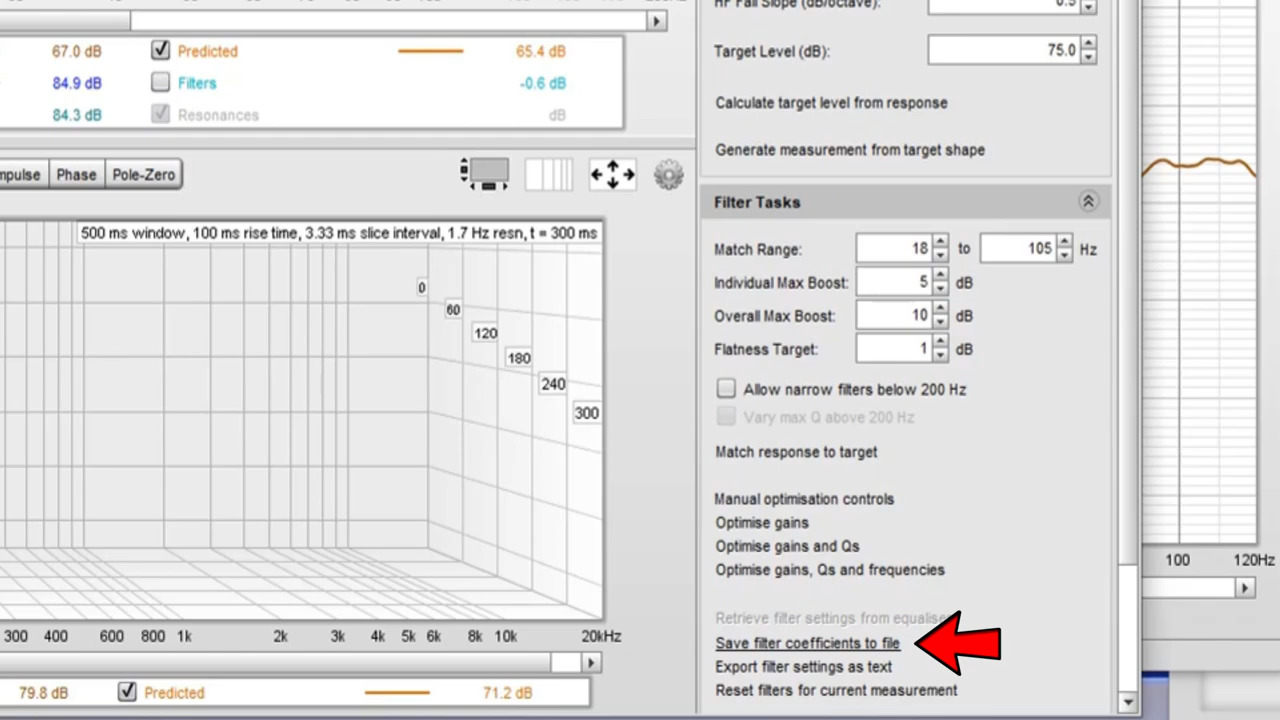 HF Fall Slope (dB/octave): 0.5
67.0 dB Predicted 65.4 dB
84.9 dB Filters -0.6 dB
84.3 dB Resonances dB
Target Level (dB): 75.0
Calculate target level from response
Generate measurement from target shape
Phase Pole-Zero
Filter Tasks
500 ms window, 100 ms rise time, 3.33 ms slice interval, 1.7 Hz resn, t = 300 ms
0
60
120
180
240
300
Match Range: 18 to 105 Hz
Individual Max Boost: 5 dB
Overall Max Boost: 10 dB
Flatness Target: 1 dB
Allow narrow filters below 200 Hz
Vary max Q above 200 Hz
Match response to target
Manual optimisation controls
Optimise gains
Optimise gains and Qs
Optimise gains, Qs and frequencies
100 120Hz
Retrieve filter settings from equalise
Save filter coefficients to file
Export filter settings as text
Reset filters for current measurement
300 400 600 800 1k 2k 3k 4k 5k 6k 8k 10k 20kHz
79.8 dB Predicted 71.2 dB